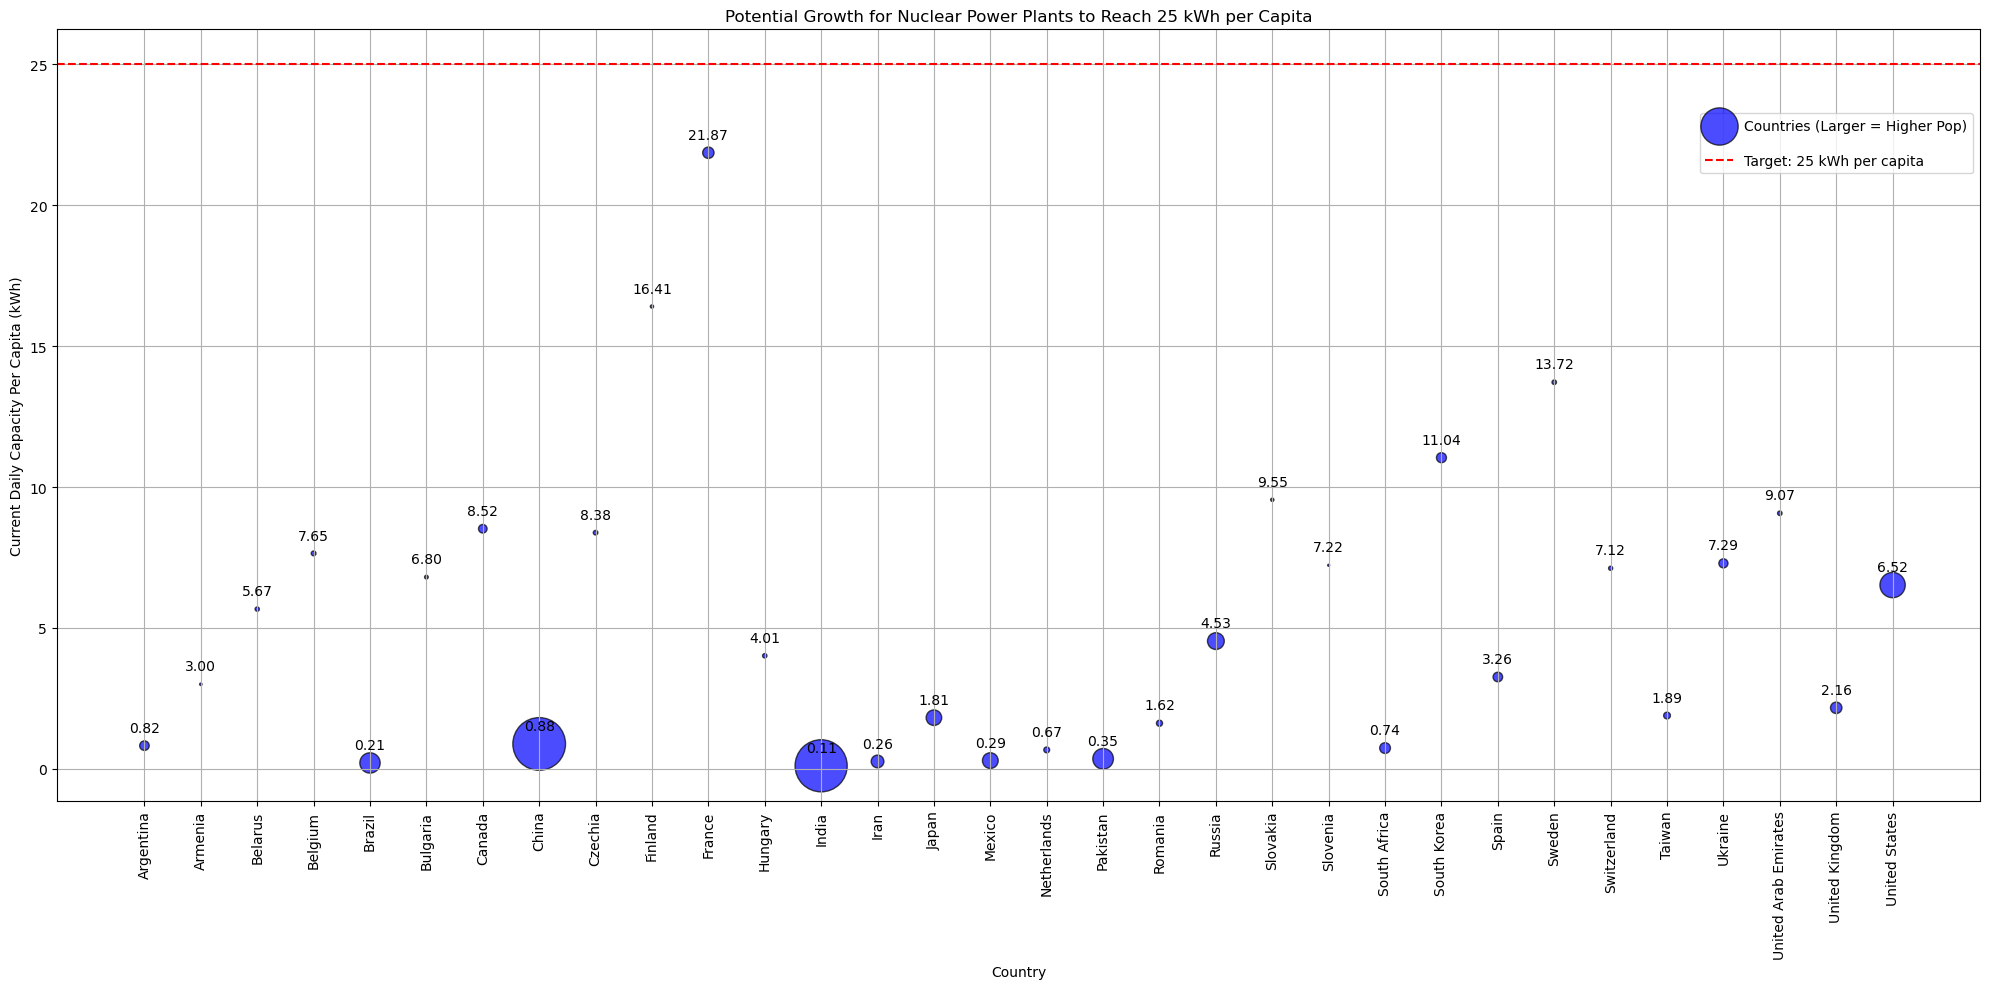 Potential Growth for Nuclear Power Plants to Reach 25 kWh per Capita
Current Daily Capacity Per Capita (kWh)
25
20
15
10
5
0
Countries (Larger = Higher Pop)
Target: 25 kWh per capita
0.82
3.00
5.67
7.65
0.21
6.80
8.52
0.88
8.38
16.41
21.87
4.01
0.11
0.26
1.81
0.29
0.67
0.35
1.62
4.53
9.55
7.22
0.74
11.04
3.26
13.72
7.12
1.89
7.29
9.07
2.16
6.52
Argentina
Armenia
Belarus
Belgium
Brazil
Bulgaria
Canada
China
Czechia
Finland
France
Hungary
India
Iran
Japan
Mexico
Netherlands
Pakistan
Romania
Russia
Slovakia
Slovenia
South Africa
South Korea
Spain
Sweden
Switzerland
Taiwan
Ukraine
United Arab Emirates
United Kingdom
United States
Country